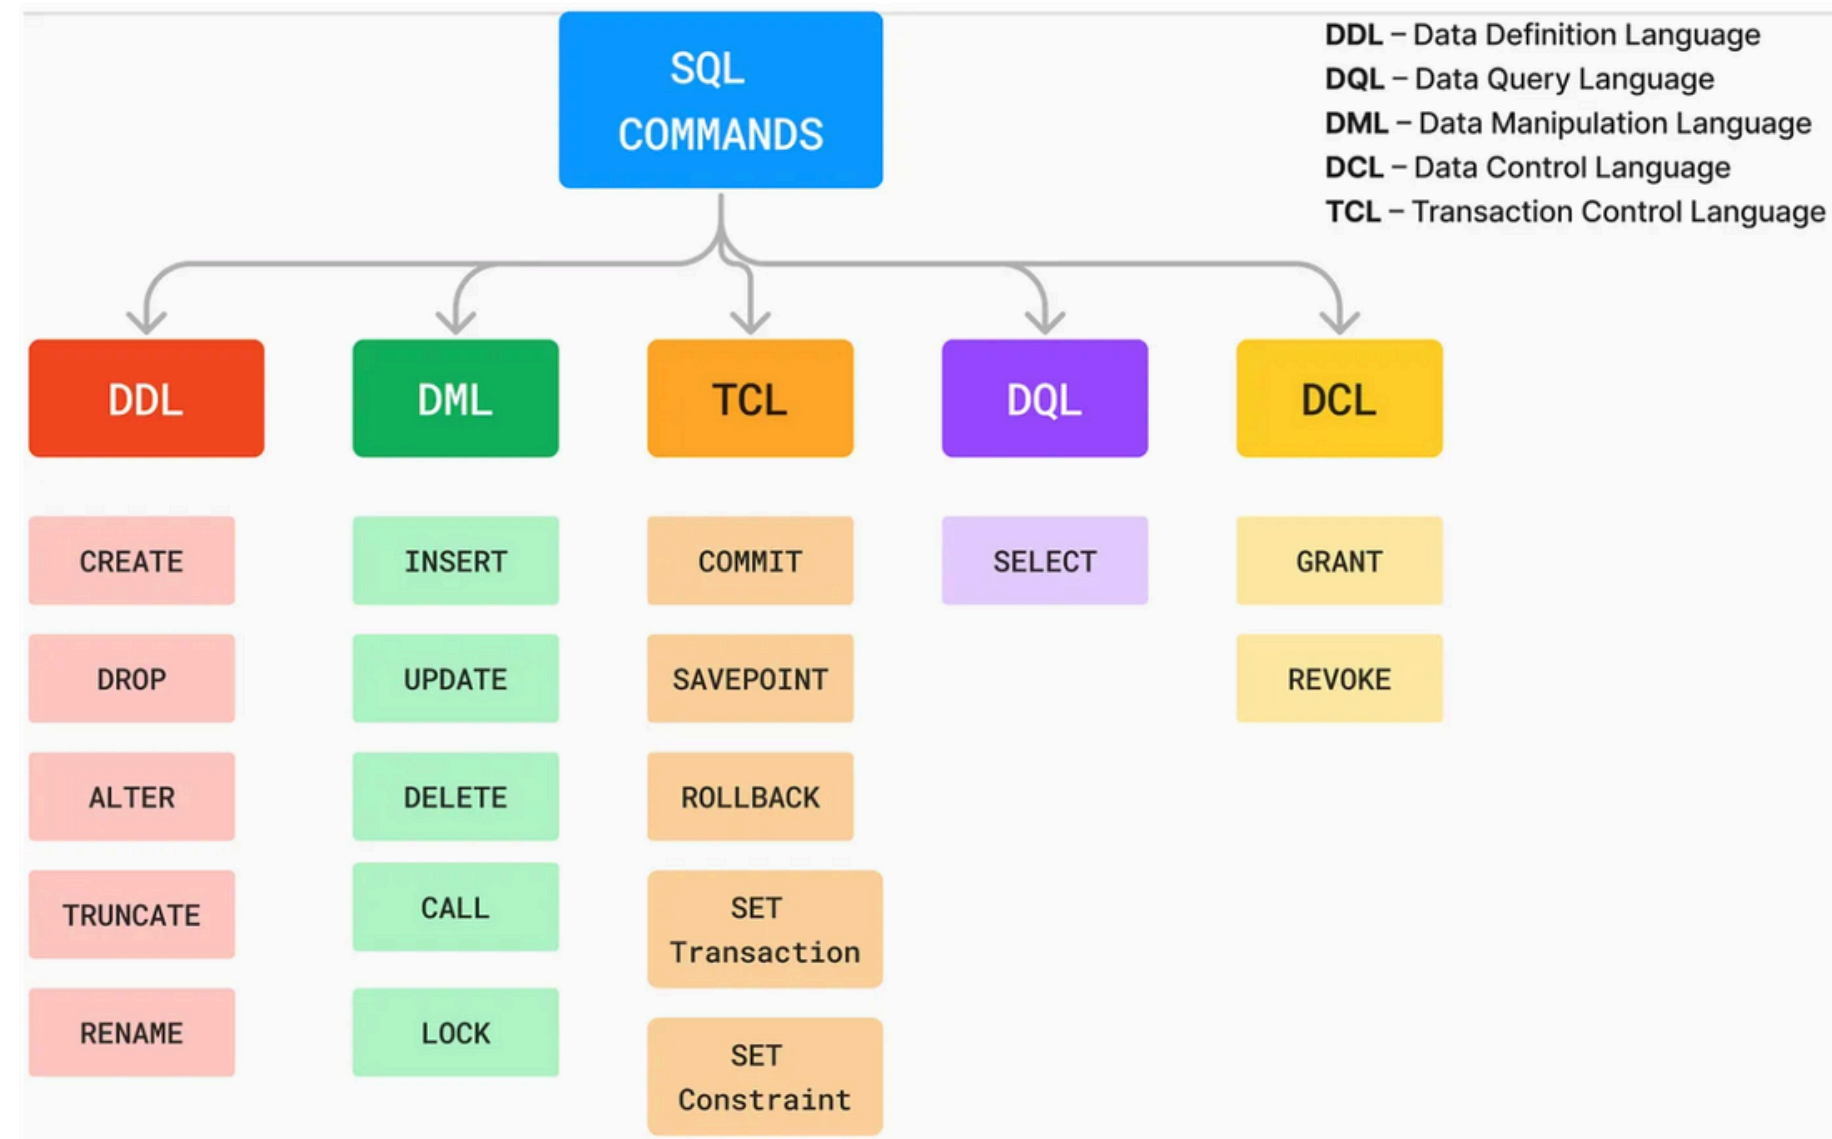 SQL
COMMANDS
DDL – Data Definition Language
DQL – Data Query Language
DML – Data Manipulation Language
DCL – Data Control Language
TCL – Transaction Control Language
DDL
DML
TCL
DQL
DCL
CREATE
INSERT
COMMIT
SELECT
GRANT
DROP
UPDATE
SAVEPOINT
REVOKE
ALTER
DELETE
ROLLBACK
TRUNCATE
CALL
SET
Transaction
RENAME
LOCK
SET
Constraint